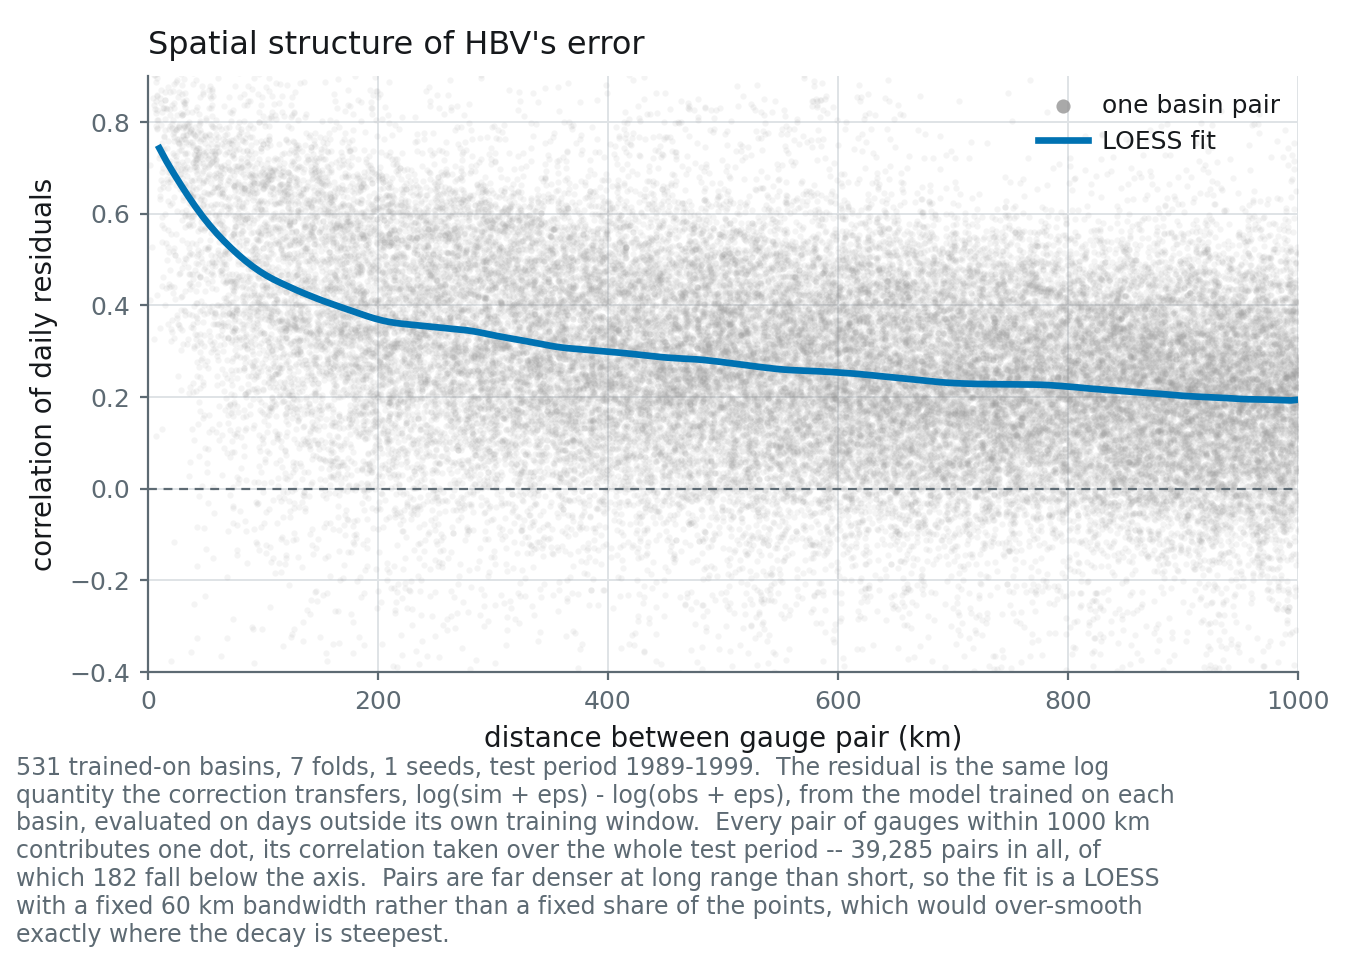 Spatial structure of HBV's error
one basin pair
LOESS fit
correlation of daily residuals
0.8
0.6
0.4
0.2
0.0
−0.2
−0.4
0
200
400
600
800
1000
distance between gauge pair (km)
531 trained-on basins, 7 folds, 1 seeds, test period 1989-1999.  The residual is the same log
quantity the correction transfers, log(sim + eps) - log(obs + eps), from the model trained on each
basin, evaluated on days outside its own training window.  Every pair of gauges within 1000 km
contributes one dot, its correlation taken over the whole test period -- 39,285 pairs in all, of
which 182 fall below the axis.  Pairs are far denser at long range than short, so the fit is a LOESS
with a fixed 60 km bandwidth rather than a fixed share of the points, which would over-smooth
exactly where the decay is steepest.